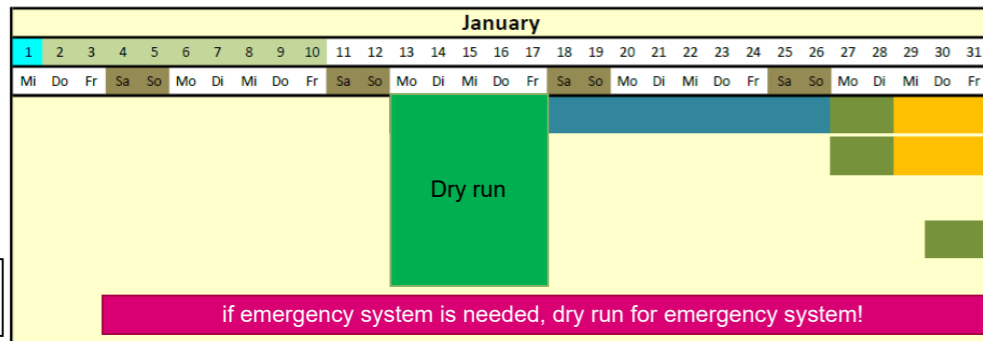 January
1 2 3 4 5 6 7 8 9 10 11 12 13 14 15 16 17 18 19 20 21 22 23 24 25 26 27 28 29 30 31
Mi Do Fr Sa So Mo Di Mi Do Fr Sa So Mo Di Mi Do Fr Sa So Mo Di Mi Do Fr Sa So Mo Di Mi Do Fr
Dry run
if emergency system is needed, dry run for emergency system!